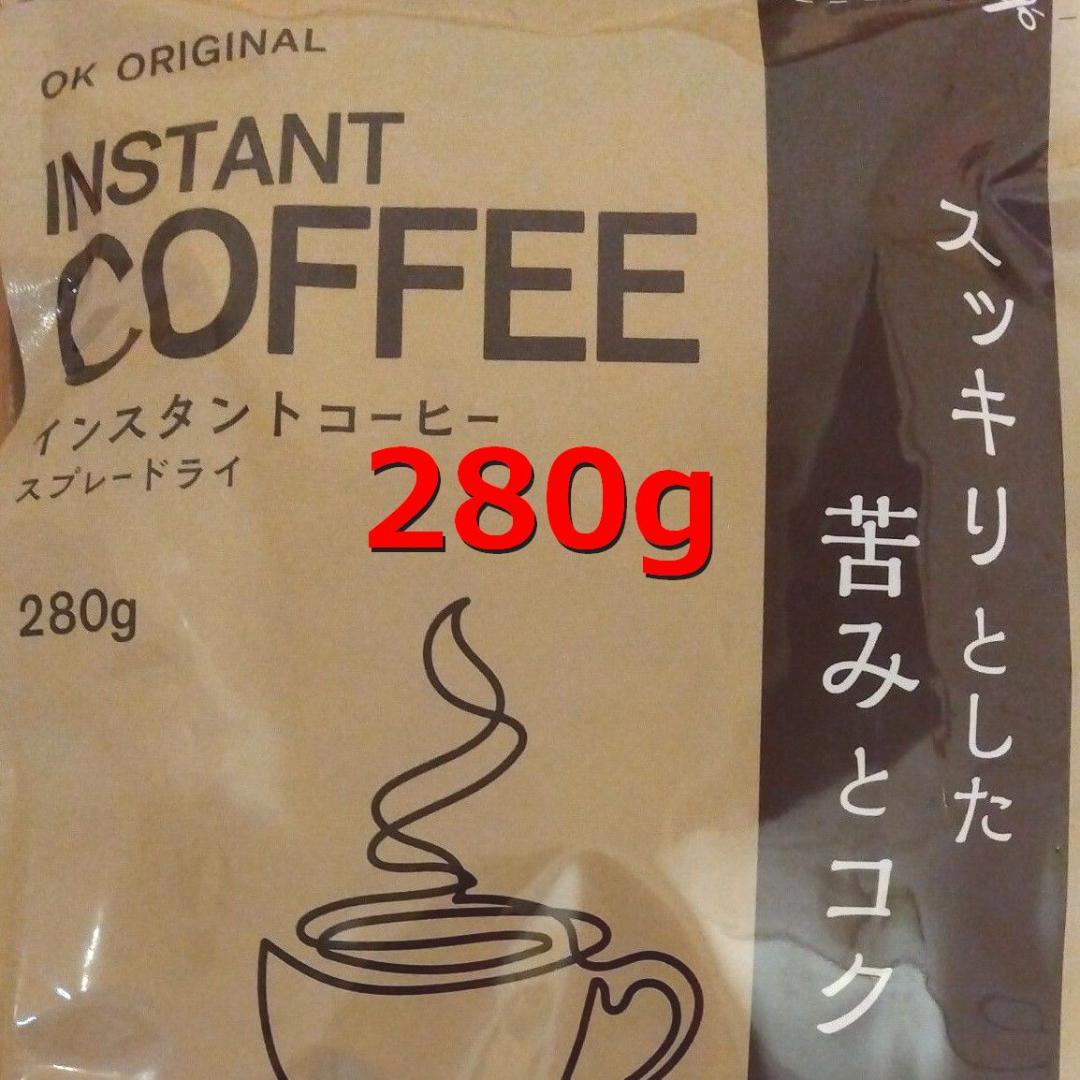 OK ORIGINAL
INSTANT
COFFEE
インスタントコーヒー
スプレードライ
280g
280g
スッキリとした
苦みとコク